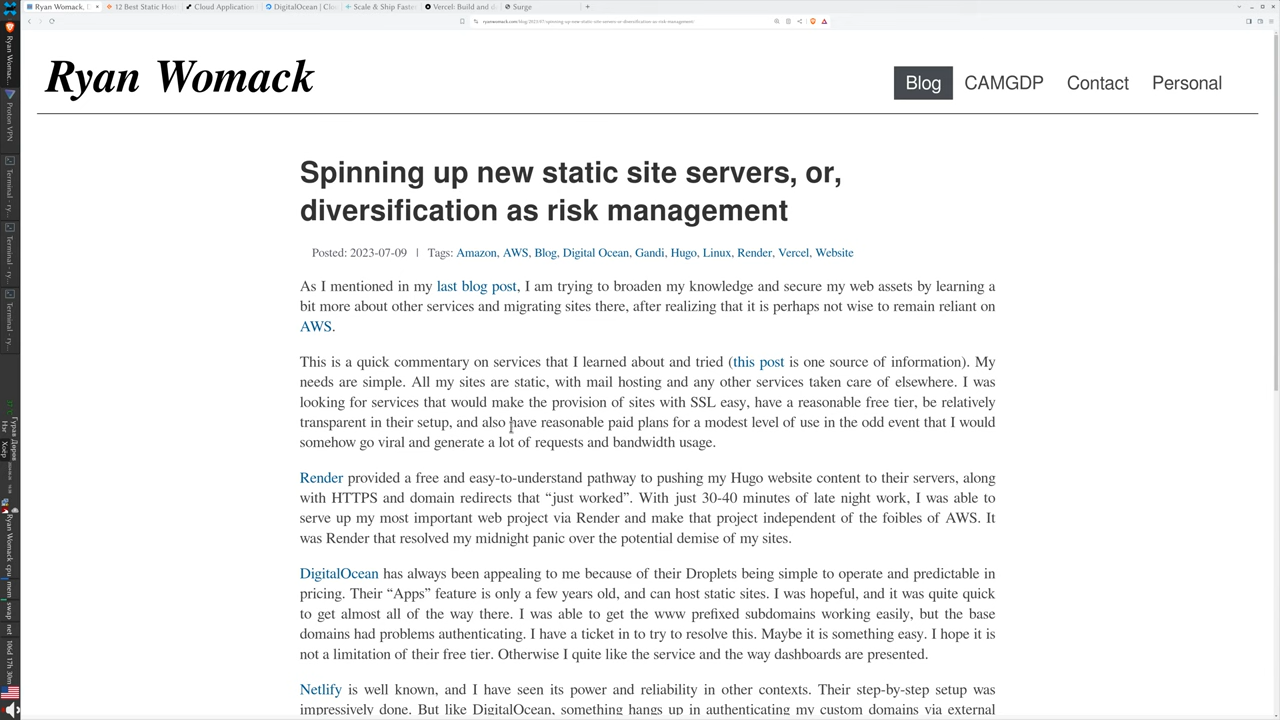 Ryan Womack, D
12 Best Static Host
Cloud Application
DigitalOcean | Clou
Scale & Ship Faste
Vercel: Build and d
Surge
ryanwomack.com/blog/2023/07/spinning-up-new-static-site-servers-or-diversification-as-risk-management/
Ryan Womack
Blog
CAMGDP
Contact
Personal
Spinning up new static site servers, or,
diversification as risk management
Posted: 2023-07-09 | Tags: Amazon, AWS, Blog, Digital Ocean, Gandi, Hugo, Linux, Render, Vercel, Website
As I mentioned in my last blog post, I am trying to broaden my knowledge and secure my web assets by learning a
bit more about other services and migrating sites there, after realizing that it is perhaps not wise to remain reliant on
AWS.
This is a quick commentary on services that I learned about and tried (this post is one source of information). My
needs are simple. All my sites are static, with mail hosting and any other services taken care of elsewhere. I was
looking for services that would make the provision of sites with SSL easy, have a reasonable free tier, be relatively
transparent in their setup, and also have reasonable paid plans for a modest level of use in the odd event that I would
somehow go viral and generate a lot of requests and bandwidth usage.
Render provided a free and easy-to-understand pathway to pushing my Hugo website content to their servers, along
with HTTPS and domain redirects that “just worked”. With just 30-40 minutes of late night work, I was able to
serve up my most important web project via Render and make that project independent of the foibles of AWS. It
was Render that resolved my midnight panic over the potential demise of my sites.
DigitalOcean has always been appealing to me because of their Droplets being simple to operate and predictable in
pricing. Their “Apps” feature is only a few years old, and can host static sites. I was hopeful, and it was quite quick
to get almost all of the way there. I was able to get the www prefixed subdomains working easily, but the base
domains had problems authenticating. I have a ticket in to try to resolve this. Maybe it is something easy. I hope it is
not a limitation of their free tier. Otherwise I quite like the service and the way dashboards are presented.
Netlify is well known, and I have seen its power and reliability in other contexts. Their step-by-step setup was
impressively done. But like DigitalOcean, something hangs up in authenticating my custom domains via external
Ryan Womac...
Proton VPN
Terminal - ry...
Terminal - ry...
Terminal - ry...
Ryan Womack
cpu
mem
swap
net
106d 17h 30m